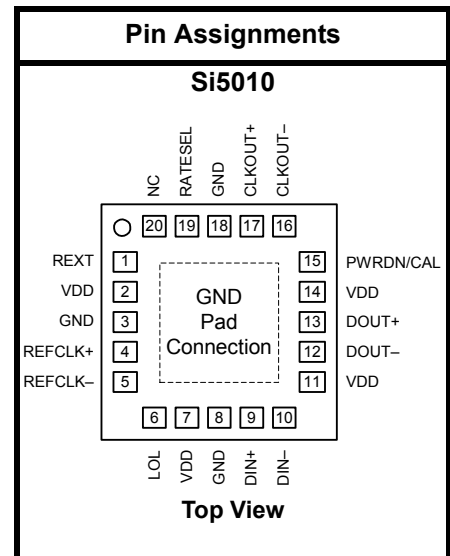 Pin Assignments
Si5010
NC
RATESEL
GND
CLKOUT+
CLKOUT–
20 19 18 17 16
REXT 1
VDD 2
GND 3
REFCLK+ 4
REFCLK– 5
GND
Pad
Connection
15 PWRDN/CAL
14 VDD
13 DOUT+
12 DOUT–
11 VDD
6 7 8 9 10
LOL
VDD
GND
DIN+
DIN–
Top View